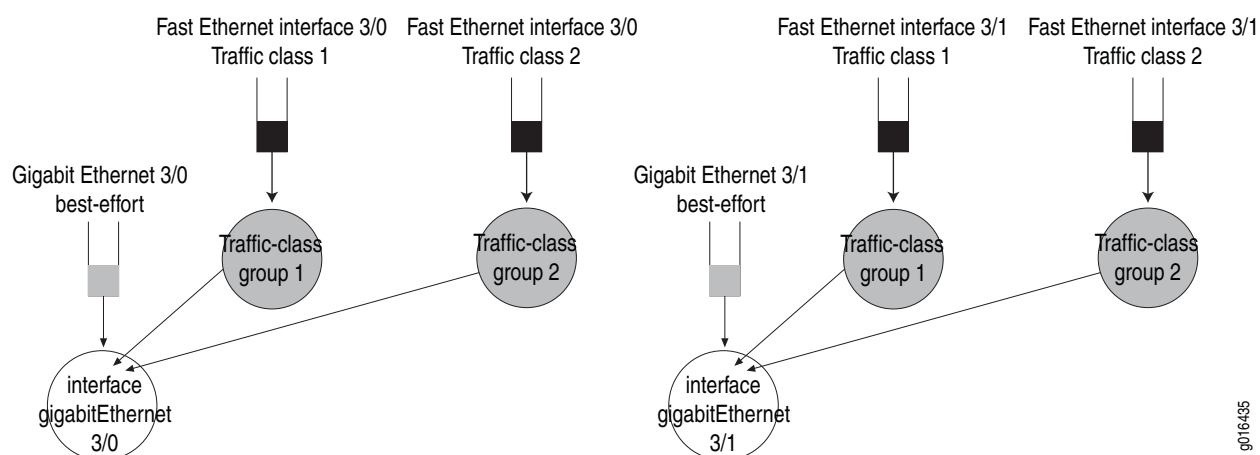 Fast Ethernet interface 3/0
Traffic class 1
Fast Ethernet interface 3/0
Traffic class 2
Fast Ethernet interface 3/1
Traffic class 1
Fast Ethernet interface 3/1
Traffic class 2
Gigabit Ethernet 3/0
best-effort
Traffic-class
group 1
Traffic-class
group 2
Gigabit Ethernet 3/1
best-effort
Traffic-class
group 1
Traffic-class
group 2
interface
gigabitEthernet
3/0
interface
gigabitEthernet
3/1
g016435